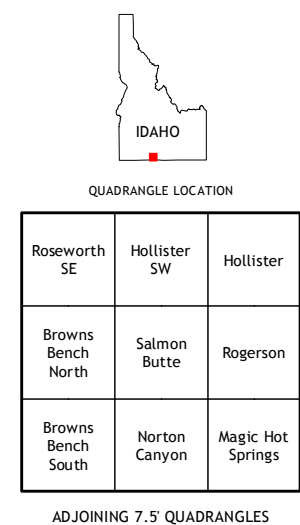 IDAHO
QUADRANGLE LOCATION
Roseworth
SE
Hollister
SW
Hollister
Browns
Bench
North
Salmon
Butte
Rogerson
Browns
Bench
South
Norton
Canyon
Magic Hot
Springs
ADJOINING 7.5' QUADRANGLES